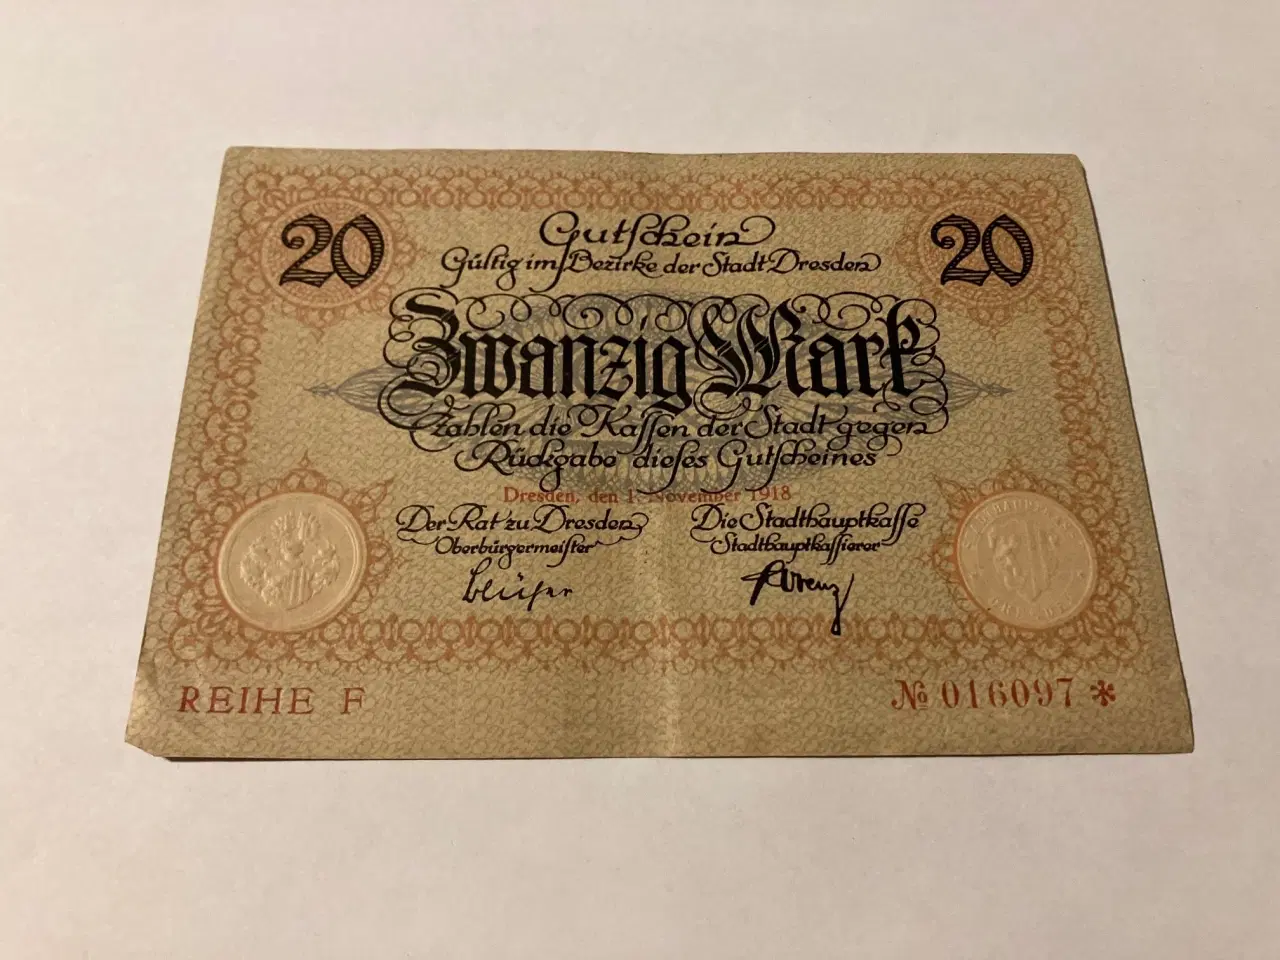 20 20
Gutschein
Gültig im Bezirke der Stadt Dresden
Zwanzig Mark
zahlen die Kassen der Stadt gegen
Rückgabe dieses Gutscheines
Dresden, den 1. November 1918
Der Rat zu Dresden
Oberbürgermeister
Blüher
Die Stadthauptkasse
Stadthauptkassierer
REIHE F
№ 016097 *